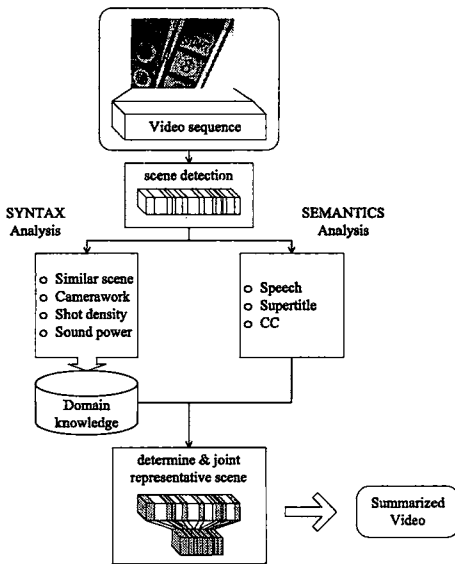 Video sequence
scene detection
SYNTAX
Analysis
SEMANTICS
Analysis
Similar scene
Camerawork
Shot density
Sound power
Speech
Supertitle
CC
Domain
knowledge
determine & joint
representative scene
Summarized
Video